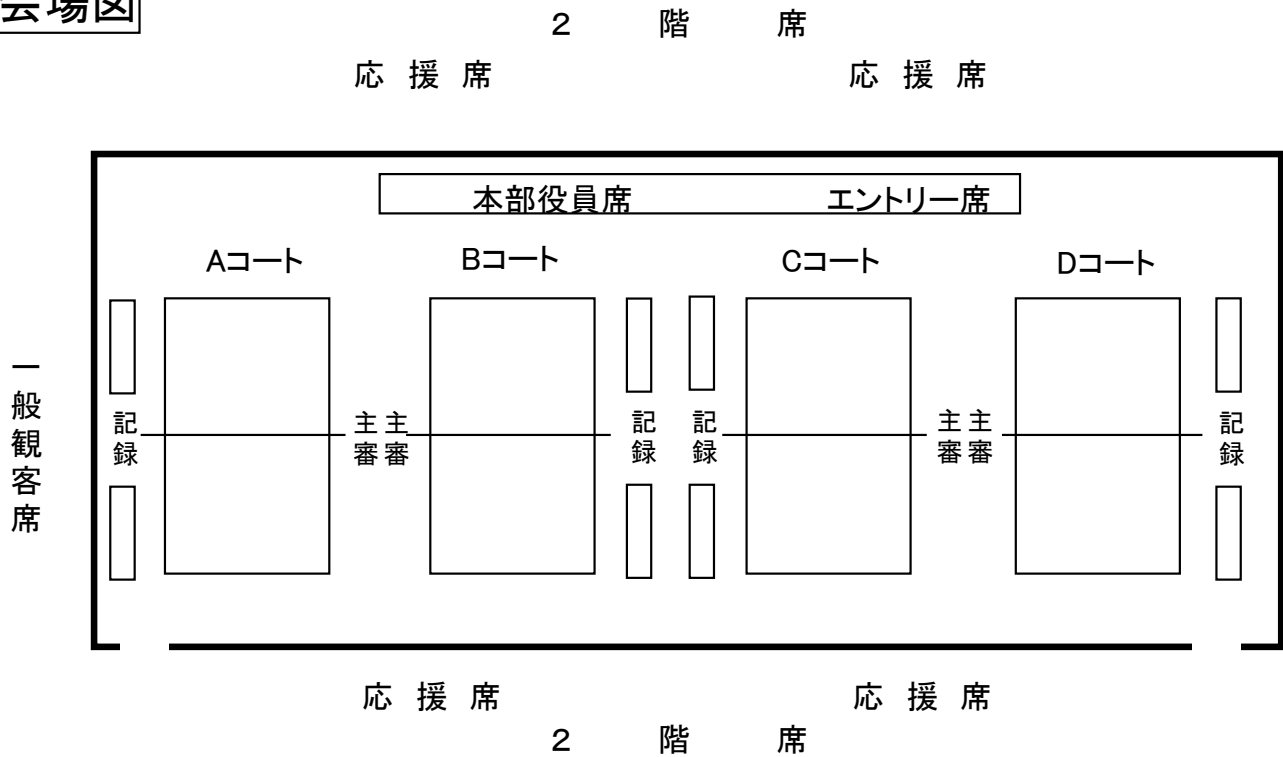 会場図
２　階　席
応 援 席　応 援 席
本部役員席　エントリー席
Aコート　Bコート　Cコート　Dコート
一般観客席
記録
主審
主審
記録
記録
主審
主審
記録
応 援 席　応 援 席
２　階　席